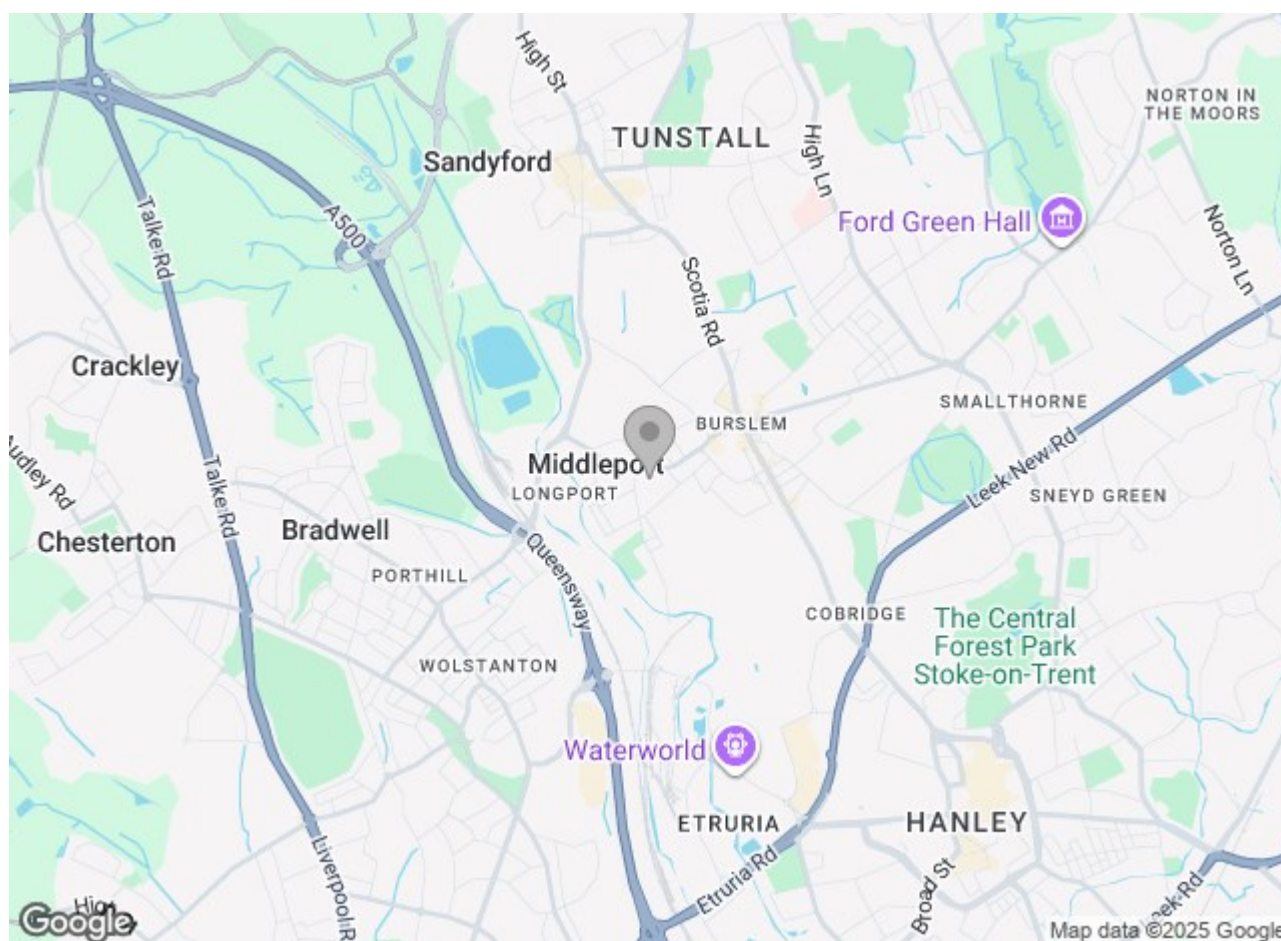 High St
TUNSTALL
High Ln
NORTON IN
THE MOORS
Sandyford
Talke Rd
A500
Ford Green Hall
Norton Ln
Scotia Rd
Crackley
SMALLTHORNE
BURSLEM
Audley Rd
Middleport
LONGPORT
Talke Rd
Leek New Rd
SNEYD GREEN
Chesterton
Bradwell
Queensway
PORTHILL
COBRIDGE
The Central
Forest Park
Stoke-on-Trent
WOLSTANTON
Waterworld
ETRURIA
HANLEY
Liverpool R
Etruria Rd
Broad St
Leek Rd
Google
Map data ©2025 Google